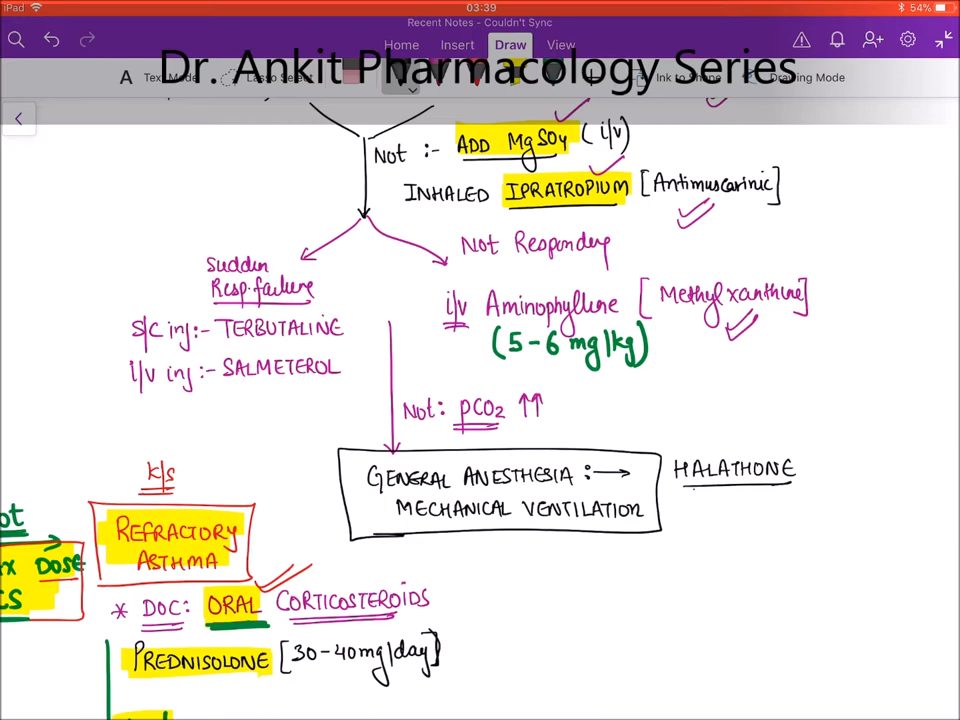 iPad 03:39 54%
Recent Notes - Couldn't Sync
Home Insert Draw View
Dr. Ankit Pharmacology Series
A Text Mode Lasso Select Ink to Shape Drawing Mode
Not :- ADD MgSO4 (i/v)
INHALED IPRATROPIUM [Antimuscarinic]
Not Responding
Sudden
Resp. failure
i/v Aminophylline [Methylxanthine]
S/C inj :- TERBUTALINE
(5-6 mg/kg)
i/v inj :- SALMETEROL
Not: pCO2 ↑↑
GENERAL ANESTHESIA : → HALATHONE
MECHANICAL VENTILATION
k/s
REFRACTORY
ASTHMA
DOSE
CS
* DOC: ORAL CORTICOSTEROIDS
PREDNISOLONE [30-40mg/day]